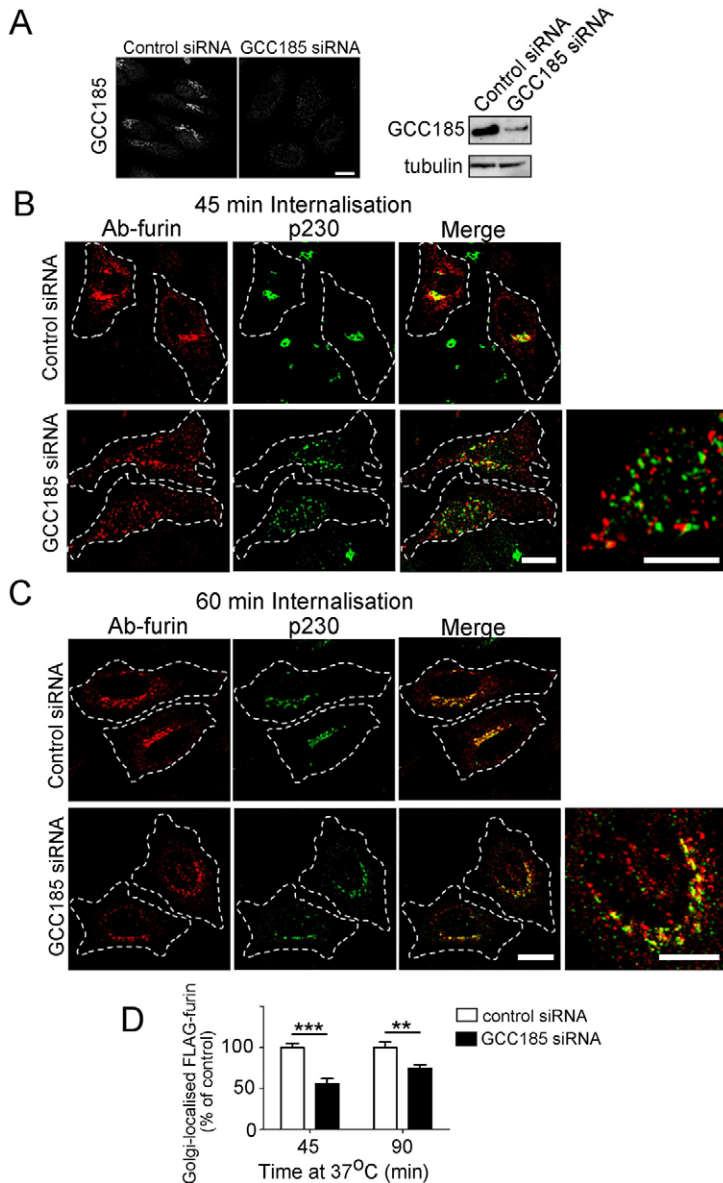 A
Control siRNA GCC185 siRNA
GCC185
Control siRNA
GCC185 siRNA
GCC185
tubulin
B
45 min Internalisation
Ab-furin p230 Merge
Control siRNA
GCC185 siRNA
C
60 min Internalisation
Ab-furin p230 Merge
Control siRNA
GCC185 siRNA
D
Golgi-localised FLAG-furin
(% of control)
100
50
0
*** **
45 90
Time at 37°C (min)
control siRNA
GCC185 siRNA